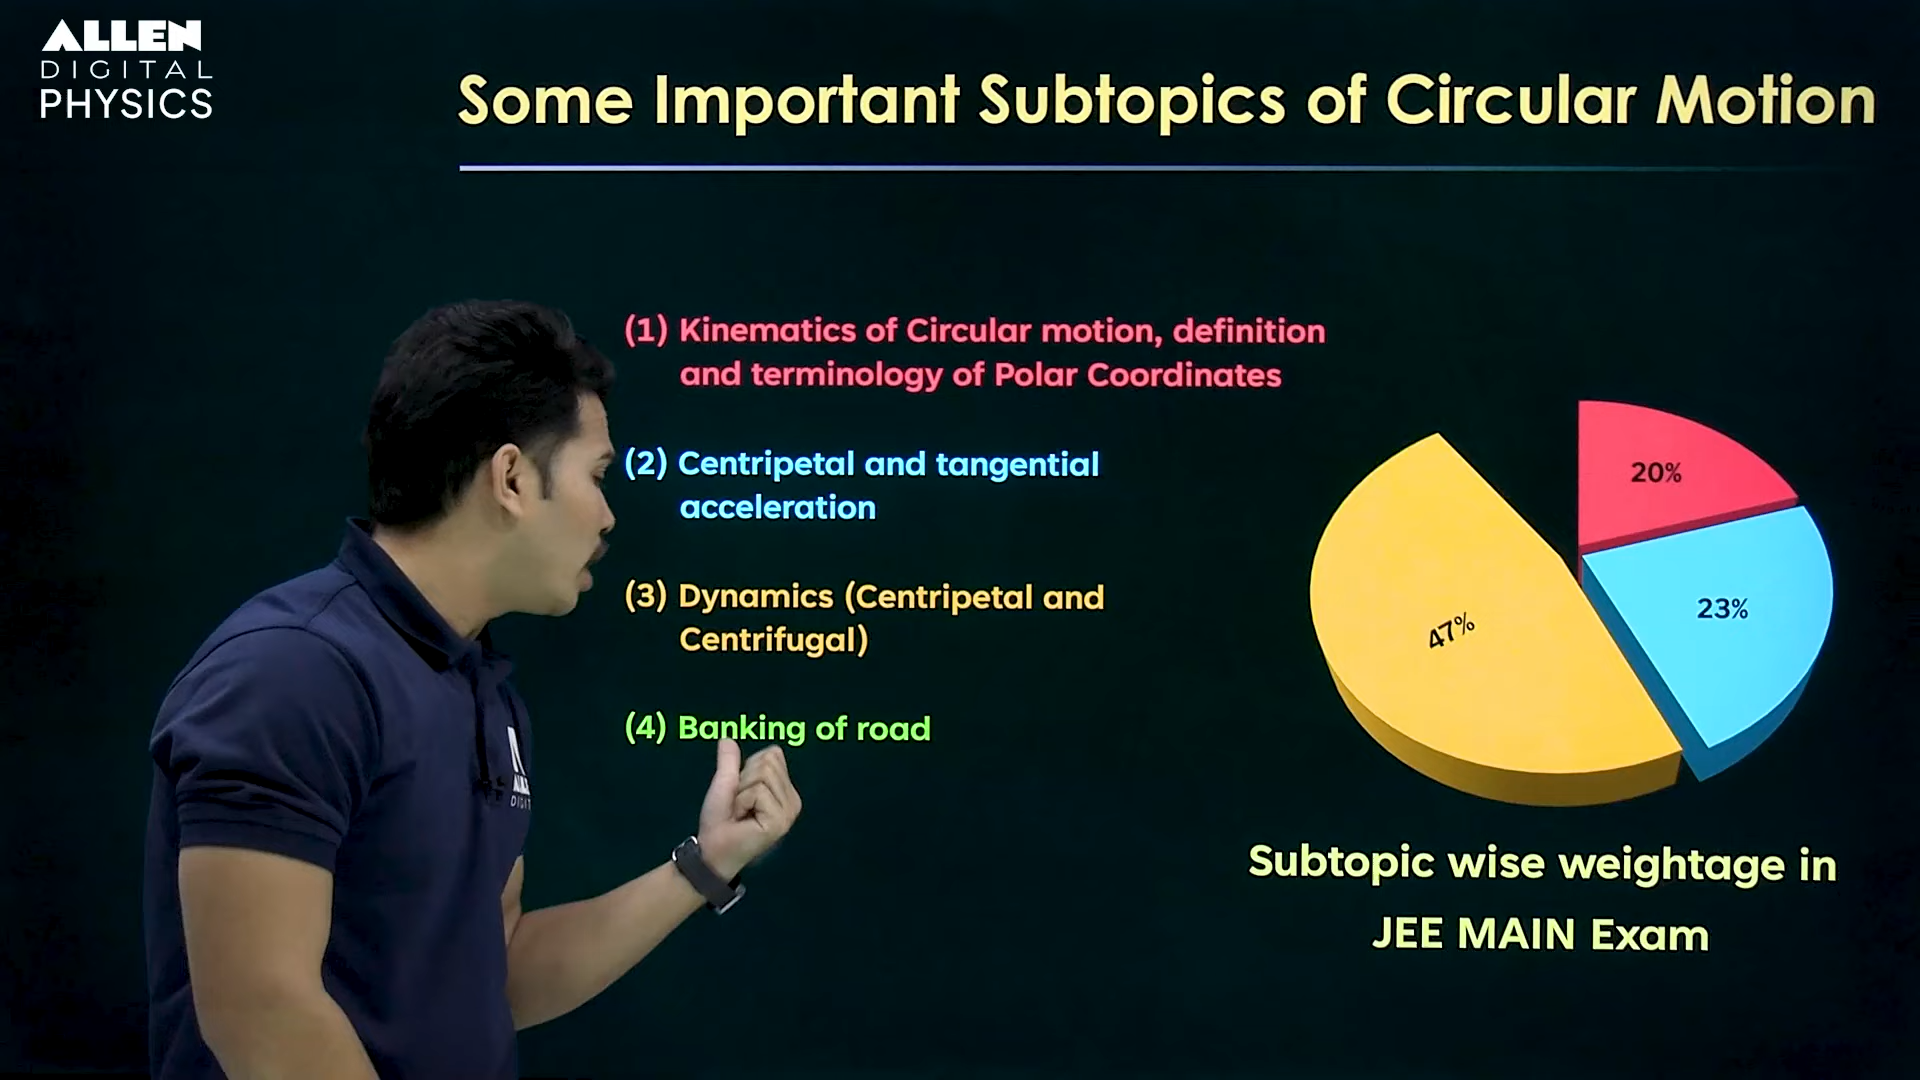 ALLEN
DIGITAL
PHYSICS
Some Important Subtopics of Circular Motion
(1) Kinematics of Circular motion, definition
and terminology of Polar Coordinates
(2) Centripetal and tangential
acceleration
(3) Dynamics (Centripetal and
Centrifugal)
(4) Banking of road
20%
23%
47%
Subtopic wise weightage in
JEE MAIN Exam